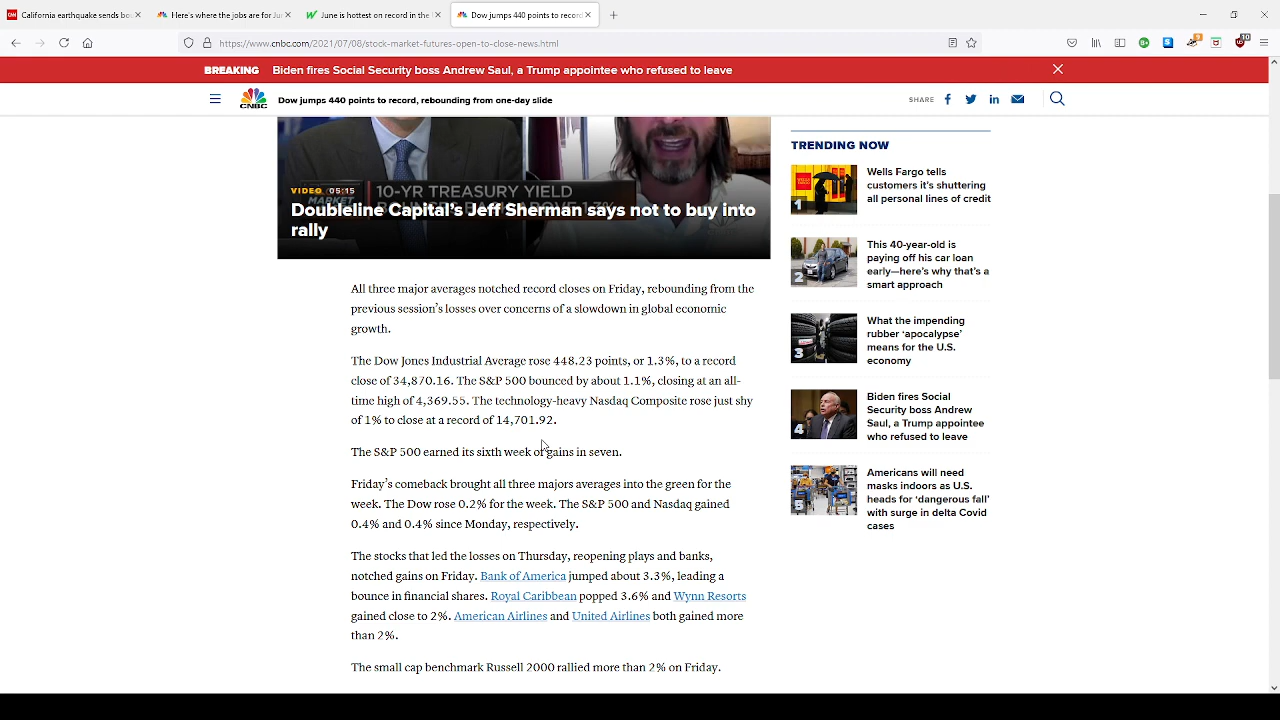 California earthquake sends bo
Here's where the jobs are for Ju
June is hottest on record in the
Dow jumps 440 points to record
https://www.cnbc.com/2021/07/08/stock-market-futures-open-to-close-news.html
9
10
BREAKING Biden fires Social Security boss Andrew Saul, a Trump appointee who refused to leave
CNBC
Dow jumps 440 points to record, rebounding from one-day slide
SHARE
VIDEO 05:15
MARKET
10-YR TREASURY YIELD
Doubleline Capital's Jeff Sherman says not to buy into
rally
All three major averages notched record closes on Friday, rebounding from the
previous session's losses over concerns of a slowdown in global economic
growth.
The Dow Jones Industrial Average rose 448.23 points, or 1.3%, to a record
close of 34,870.16. The S&P 500 bounced by about 1.1%, closing at an all-
time high of 4,369.55. The technology-heavy Nasdaq Composite rose just shy
of 1% to close at a record of 14,701.92.
The S&P 500 earned its sixth week of gains in seven.
Friday's comeback brought all three majors averages into the green for the
week. The Dow rose 0.2% for the week. The S&P 500 and Nasdaq gained
0.4% and 0.4% since Monday, respectively.
The stocks that led the losses on Thursday, reopening plays and banks,
notched gains on Friday. Bank of America jumped about 3.3%, leading a
bounce in financial shares. Royal Caribbean popped 3.6% and Wynn Resorts
gained close to 2%. American Airlines and United Airlines both gained more
than 2%.
The small cap benchmark Russell 2000 rallied more than 2% on Friday.
TRENDING NOW
1
Wells Fargo tells
customers it's shuttering
all personal lines of credit
2
This 40-year-old is
paying off his car loan
early—here's why that's a
smart approach
3
What the impending
rubber 'apocalypse'
means for the U.S.
economy
4
Biden fires Social
Security boss Andrew
Saul, a Trump appointee
who refused to leave
5
Americans will need
masks indoors as U.S.
heads for 'dangerous fall'
with surge in delta Covid
cases